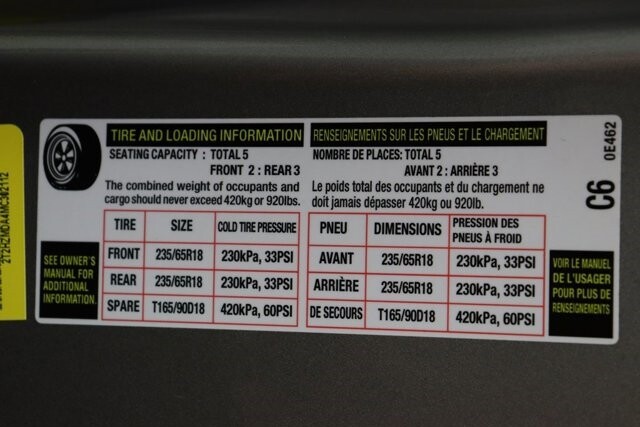 TIRE AND LOADING INFORMATION
SEATING CAPACITY : TOTAL 5
FRONT 2 : REAR 3
The combined weight of occupants and
cargo should never exceed 420kg or 920lbs.
TIRE SIZE COLD TIRE PRESSURE
FRONT 235/65R18 230kPa, 33PSI
REAR 235/65R18 230kPa, 33PSI
SPARE T165/90D18 420kPa, 60PSI
SEE OWNER'S
MANUAL FOR
ADDITIONAL
INFORMATION.
RENSEIGNEMENTS SUR LES PNEUS ET LE CHARGEMENT
NOMBRE DE PLACES: TOTAL 5
AVANT 2 : ARRIÈRE 3
Le poids total des occupants et du chargement ne
doit jamais dépasser 420kg ou 920lb.
PNEU DIMENSIONS PRESSION DES
PNEUS À FROID
AVANT 235/65R18 230kPa, 33PSI
ARRIÈRE 235/65R18 230kPa, 33PSI
DE SECOURS T165/90D18 420kPa, 60PSI
VOIR LE MANUEL
DE L'USAGER
POUR PLUS DE
RENSEIGNEMENTS
C6
0E462